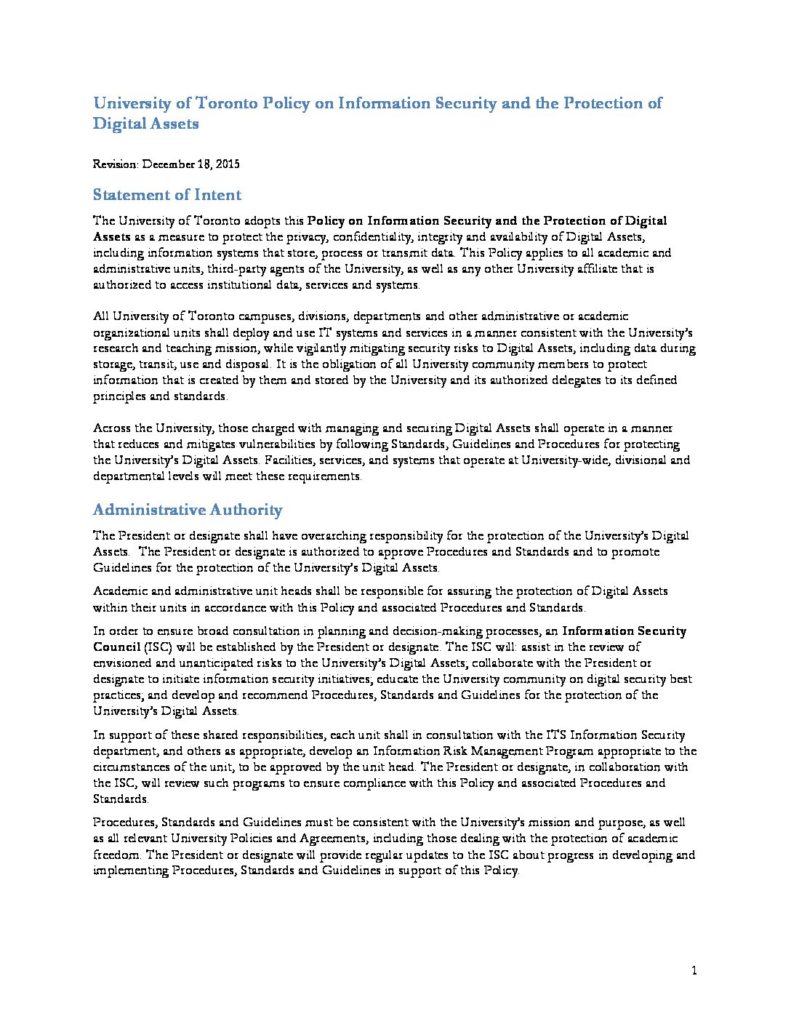 University of Toronto Policy on Information Security and the Protection of
Digital Assets
Revision: December 18, 2015
Statement of Intent
The University of Toronto adopts this Policy on Information Security and the Protection of Digital
Assets as a measure to protect the privacy, confidentiality, integrity and availability of Digital Assets,
including information systems that store, process or transmit data. This Policy applies to all academic and
administrative units, third-party agents of the University, as well as any other University affiliate that is
authorized to access institutional data, services and systems.
All University of Toronto campuses, divisions, departments and other administrative or academic
organizational units shall deploy and use IT systems and services in a manner consistent with the University's
research and teaching mission, while vigilantly mitigating security risks to Digital Assets, including data during
storage, transit, use and disposal. It is the obligation of all University community members to protect
information that is created by them and stored by the University and its authorized delegates to its defined
principles and standards.
Across the University, those charged with managing and securing Digital Assets shall operate in a manner
that reduces and mitigates vulnerabilities by following Standards, Guidelines and Procedures for protecting
the University's Digital Assets. Facilities, services, and systems that operate at University-wide, divisional and
departmental levels will meet these requirements.
Administrative Authority
The President or designate shall have overarching responsibility for the protection of the University's Digital
Assets.  The President or designate is authorized to approve Procedures and Standards and to promote
Guidelines for the protection of the University's Digital Assets.
Academic and administrative unit heads shall be responsible for assuring the protection of Digital Assets
within their units in accordance with this Policy and associated Procedures and Standards.
In order to ensure broad consultation in planning and decision-making processes, an Information Security
Council (ISC) will be established by the President or designate. The ISC will: assist in the review of
envisioned and unanticipated risks to the University's Digital Assets; collaborate with the President or
designate to initiate information security initiatives; educate the University community on digital security best
practices; and develop and recommend Procedures, Standards and Guidelines for the protection of the
University's Digital Assets.
In support of these shared responsibilities, each unit shall in consultation with the ITS Information Security
department, and others as appropriate, develop an Information Risk Management Program appropriate to the
circumstances of the unit, to be approved by the unit head. The President or designate, in collaboration with
the ISC, will review such programs to ensure compliance with this Policy and associated Procedures and
Standards.
Procedures, Standards and Guidelines must be consistent with the University's mission and purpose, as well
as all relevant University Policies and Agreements, including those dealing with the protection of academic
freedom. The President or designate will provide regular updates to the ISC about progress in developing and
implementing Procedures, Standards and Guidelines in support of this Policy.
1